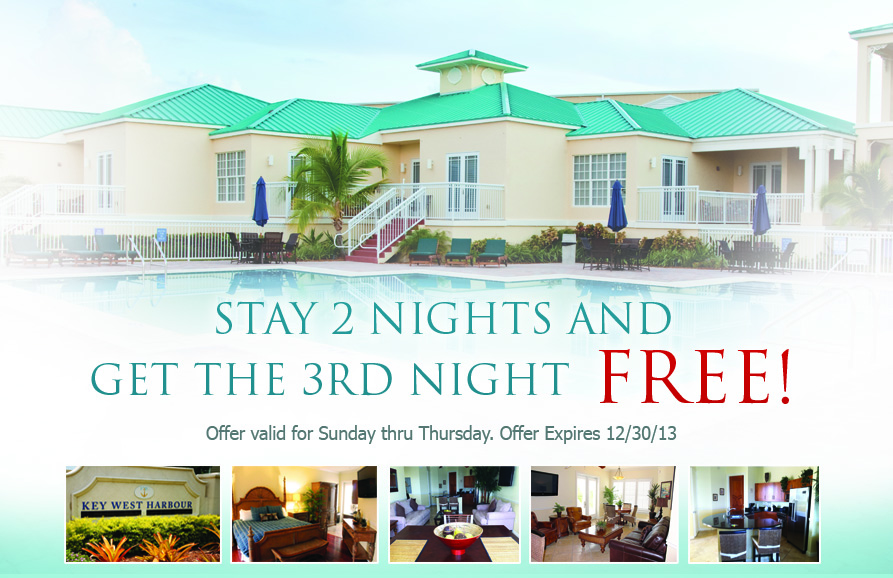 STAY 2 NIGHTS AND
GET THE 3RD NIGHT FREE!
Offer valid for Sunday thru Thursday. Offer Expires 12/30/13
KEY WEST HARBOUR